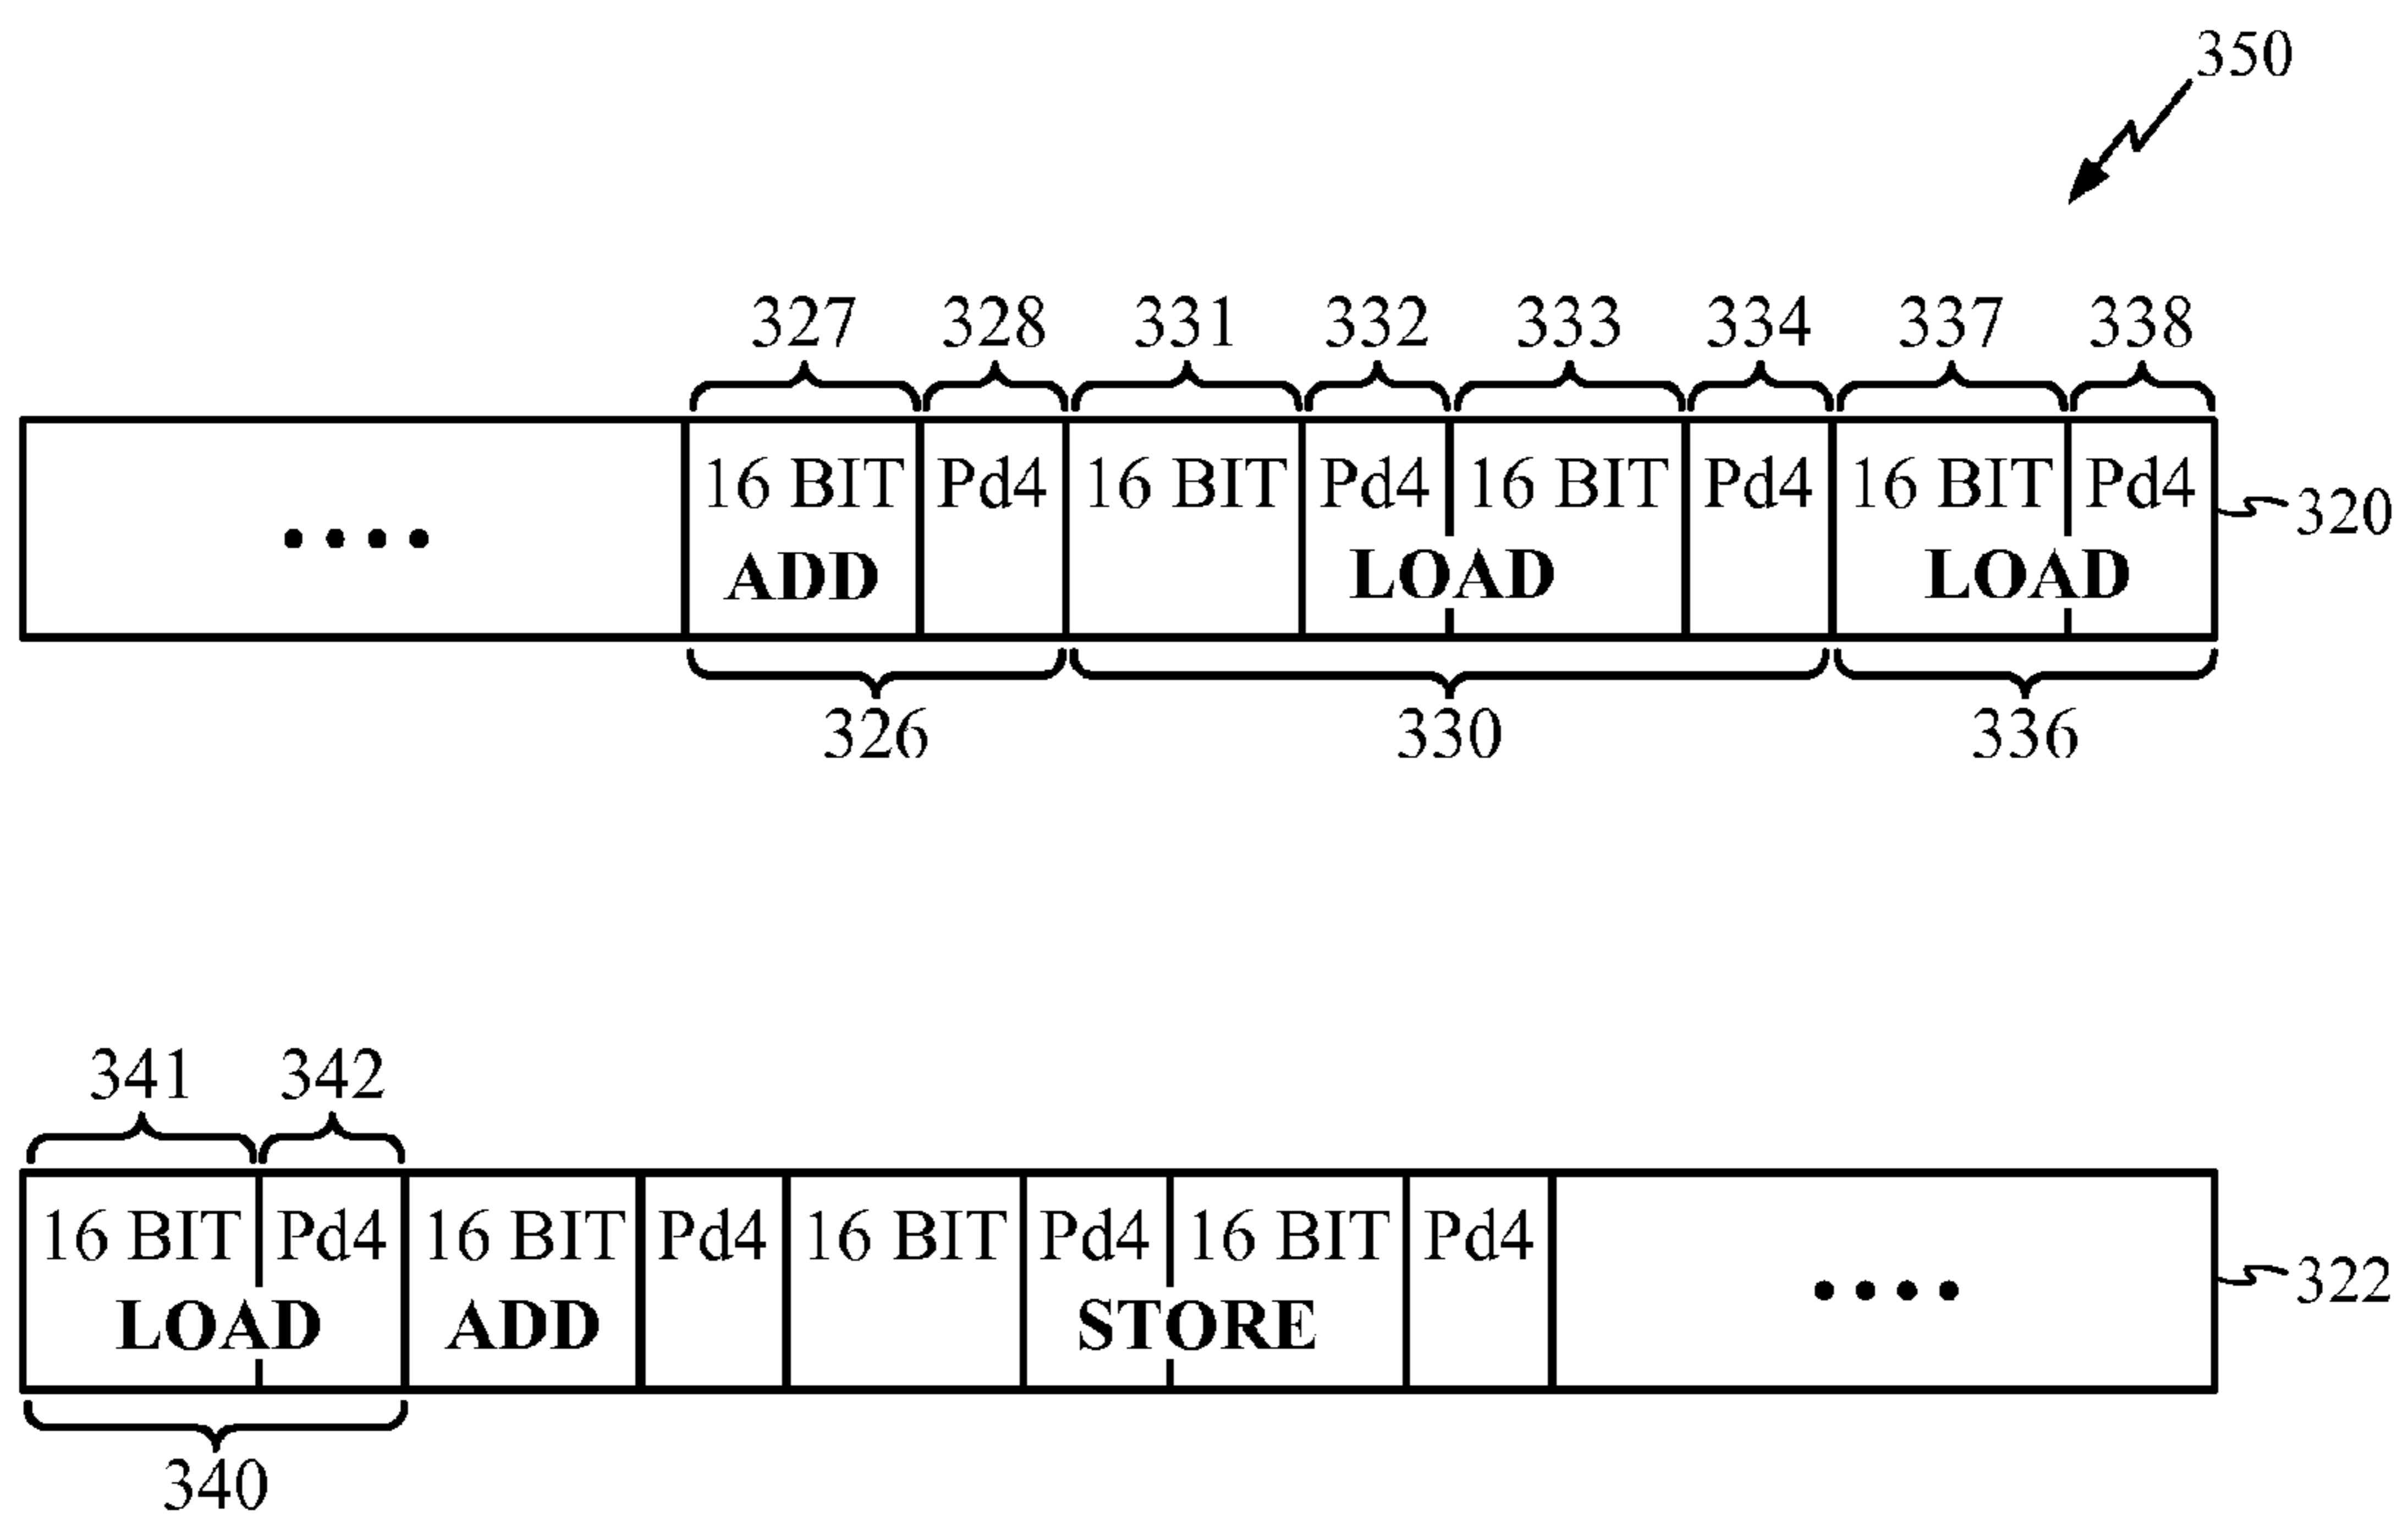 350
327 328 331 332 333 334 337 338
16 BIT Pd4 16 BIT Pd4 16 BIT Pd4 16 BIT Pd4
320
.... ADD LOAD LOAD
326 330 336
341 342
16 BIT Pd4 16 BIT Pd4 16 BIT Pd4 16 BIT Pd4
322
LOAD ADD STORE ....
340